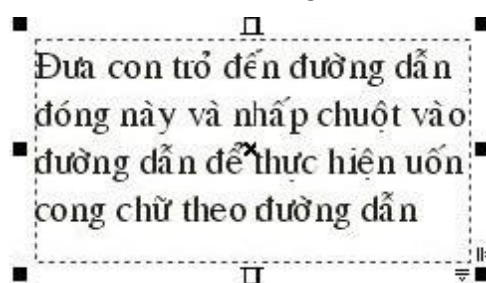 Đưa con trỏ đến đường dẫn
đóng này và nhấp chuột vào
đường dẫn để thực hiện uốn
cong chữ theo đường dẫn